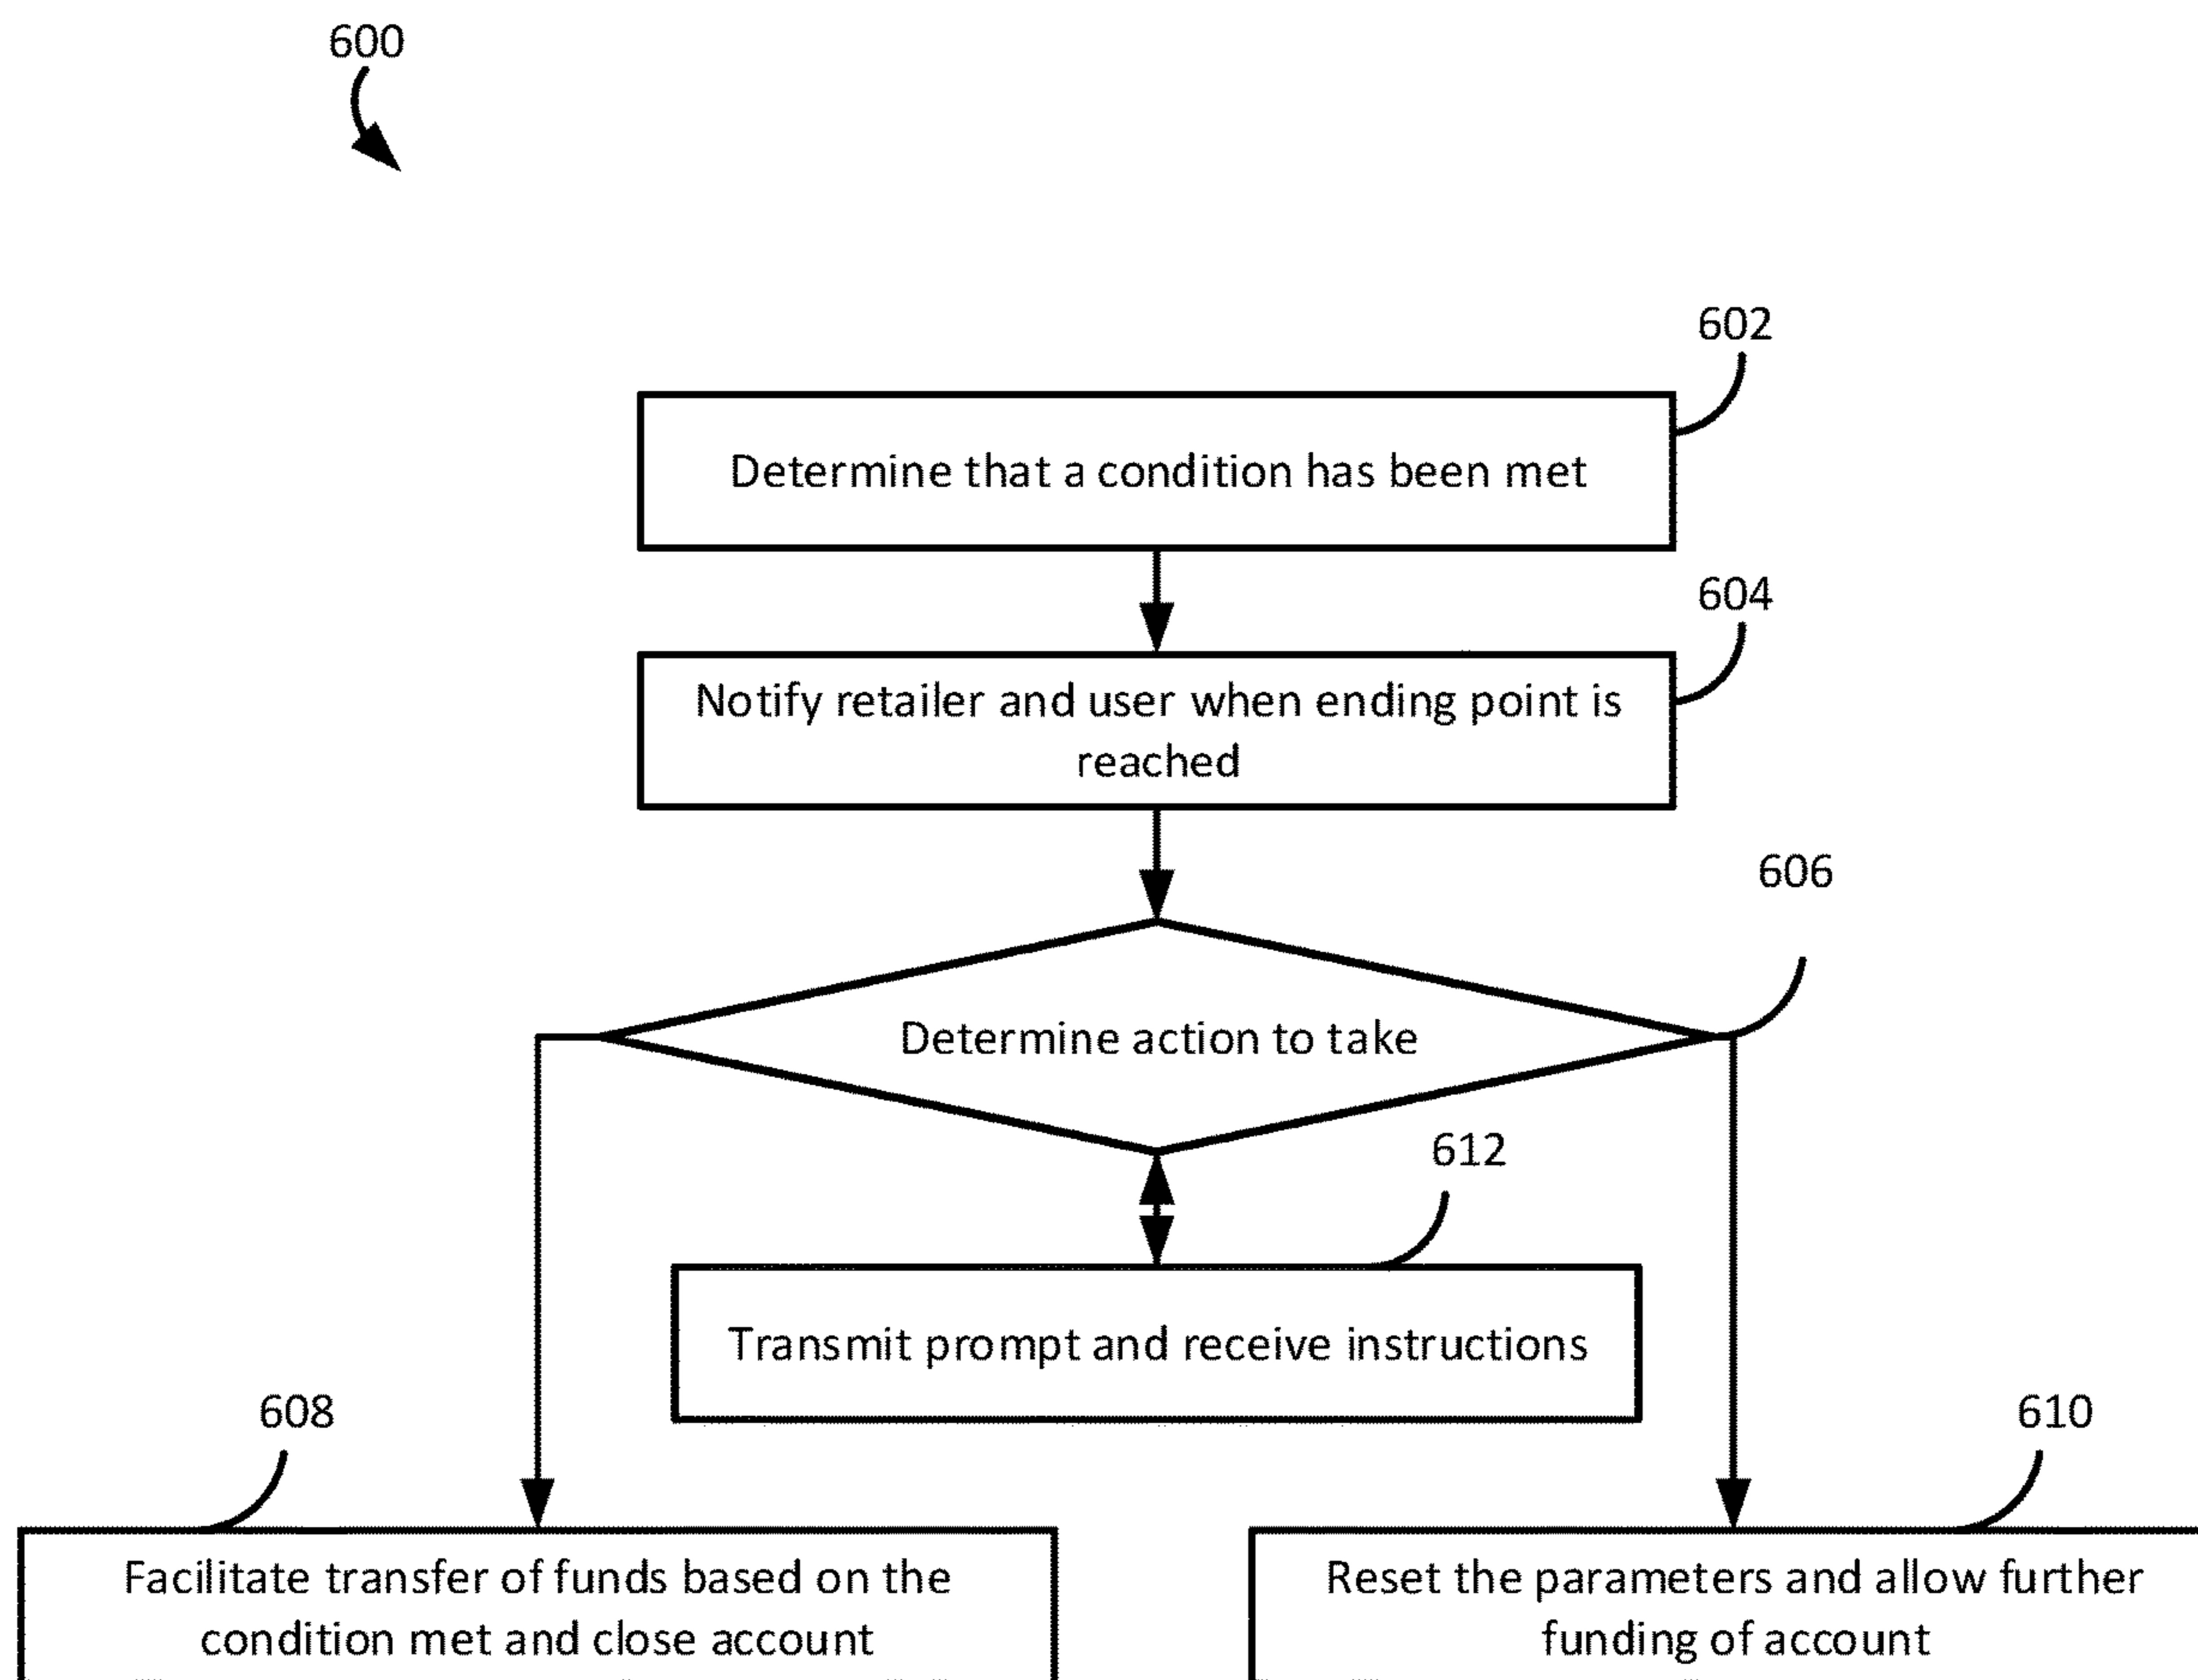 600
602
Determine that a condition has been met
604
Notify retailer and user when ending point is
reached
606
Determine action to take
612
Transmit prompt and receive instructions
608
610
Facilitate transfer of funds based on the
condition met and close account
Reset the parameters and allow further
funding of account